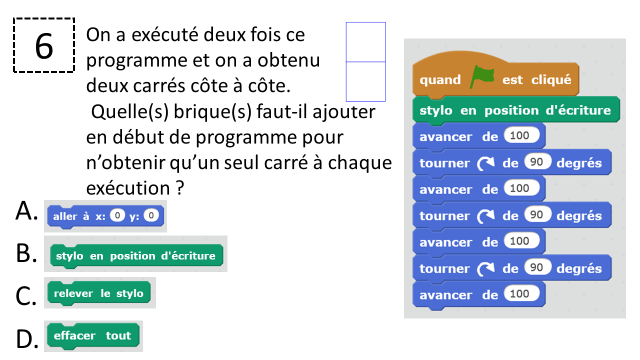 6
On a exécuté deux fois ce
programme et on a obtenu
deux carrés côte à côte.
Quelle(s) brique(s) faut-il ajouter
en début de programme pour
n'obtenir qu'un seul carré à chaque
exécution ?
A. aller à x: 0 y: 0
B. stylo en position d'écriture
C. relever le stylo
D. effacer tout
quand est cliqué
stylo en position d'écriture
avancer de 100
tourner de 90 degrés
avancer de 100
tourner de 90 degrés
avancer de 100
tourner de 90 degrés
avancer de 100